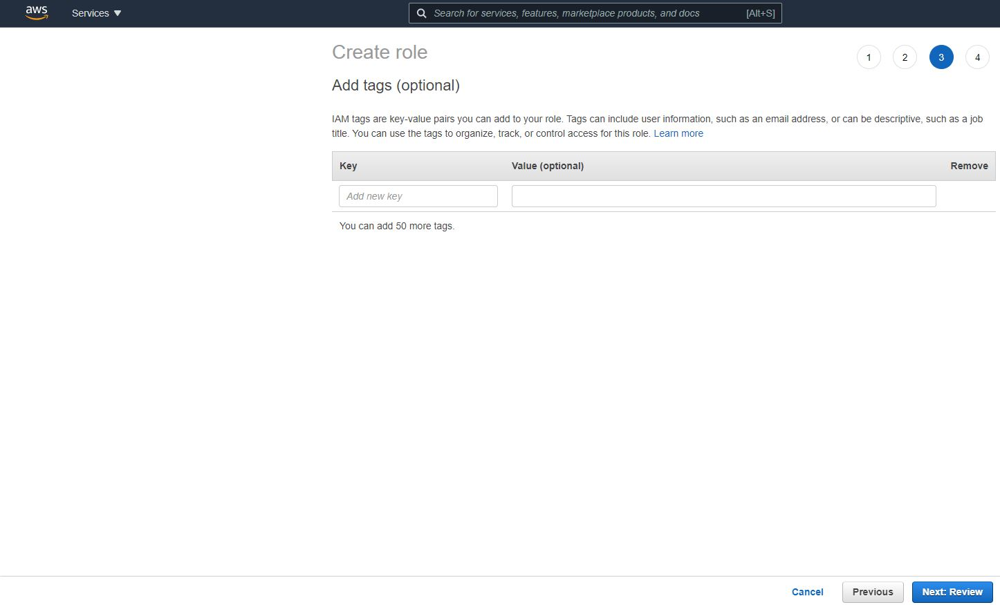 aws
Services
Search for services, features, marketplace products, and docs [Alt+S]
Create role
1 2 3 4
Add tags (optional)
IAM tags are key-value pairs you can add to your role. Tags can include user information, such as an email address, or can be descriptive, such as a job
title. You can use the tags to organize, track, or control access for this role. Learn more
Key Value (optional) Remove
Add new key
You can add 50 more tags.
Cancel Previous Next: Review